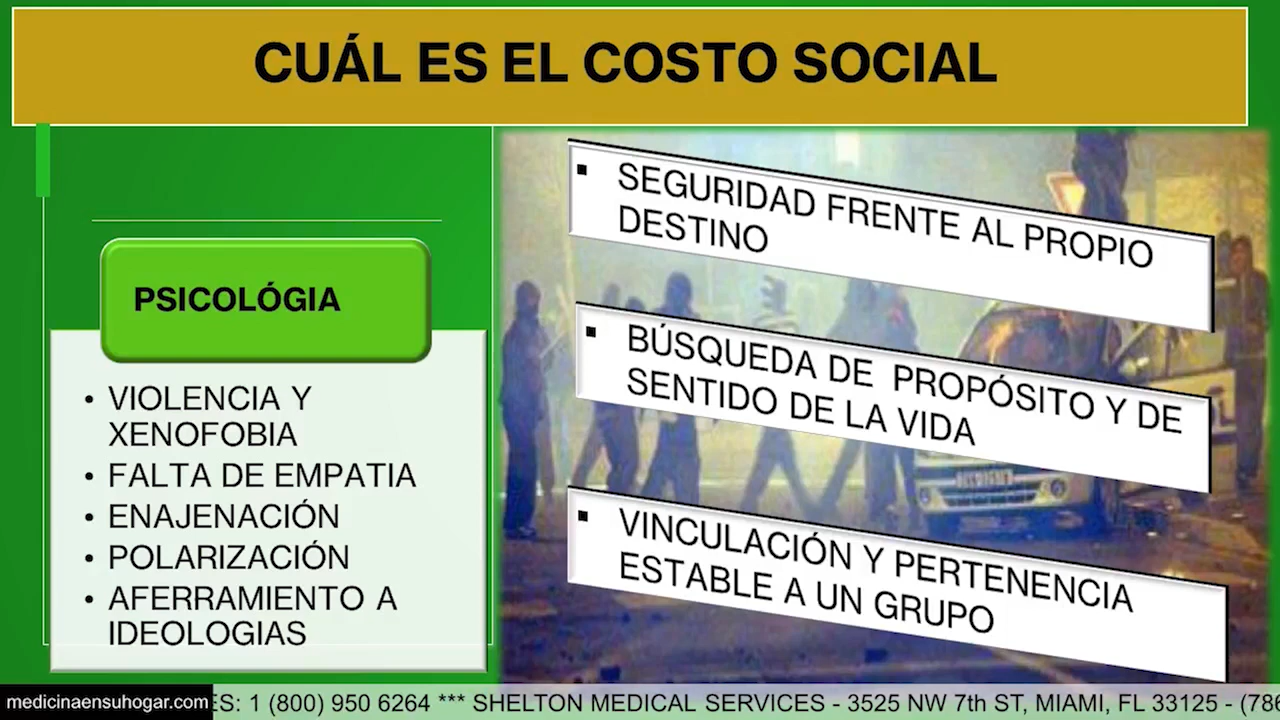 CUÁL ES EL COSTO SOCIAL
PSICOLÓGIA
• VIOLENCIA Y
XENOFOBIA
• FALTA DE EMPATIA
• ENAJENACIÓN
• POLARIZACIÓN
• AFERRAMIENTO A
IDEOLOGIAS
▪ SEGURIDAD FRENTE AL PROPIO
DESTINO
▪ BÚSQUEDA DE PROPÓSITO Y DE
SENTIDO DE LA VIDA
▪ VINCULACIÓN Y PERTENENCIA
ESTABLE A UN GRUPO
medicinaensuhogar.com ES: 1 (800) 950 6264 *** SHELTON MEDICAL SERVICES - 3525 NW 7th ST, MIAMI, FL 33125 - (786